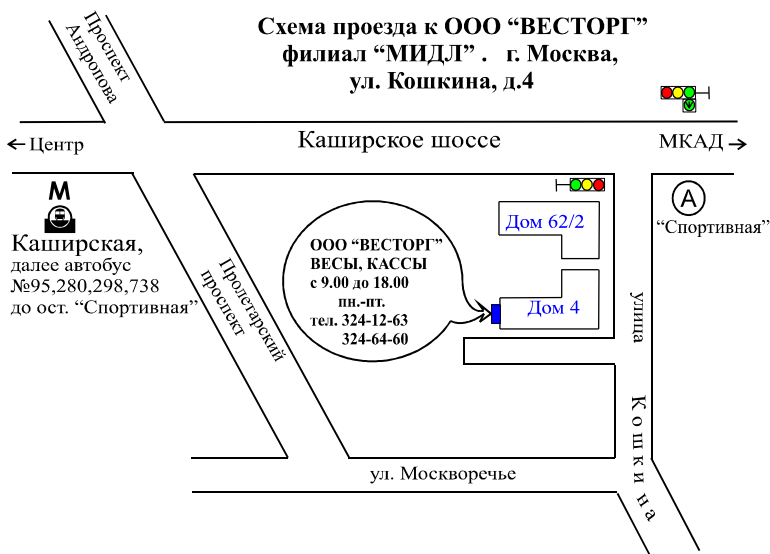 Схема проезда к ООО “ВЕСТОРГ”
филиал “МИДЛ” . г. Москва,
ул. Кошкина, д.4
Проспект
Андропова
Центр
Каширское шоссе
МКАД
М
Каширская,
далее автобус
№95,280,298,738
до ост. “Спортивная”
А
“Спортивная”
Дом 62/2
ООО “ВЕСТОРГ”
ВЕСЫ, КАССЫ
с 9.00 до 18.00
пн.-пт.
тел. 324-12-63
324-64-60
Дом 4
Пролетарский
проспект
улица Кошкина
ул. Москворечье